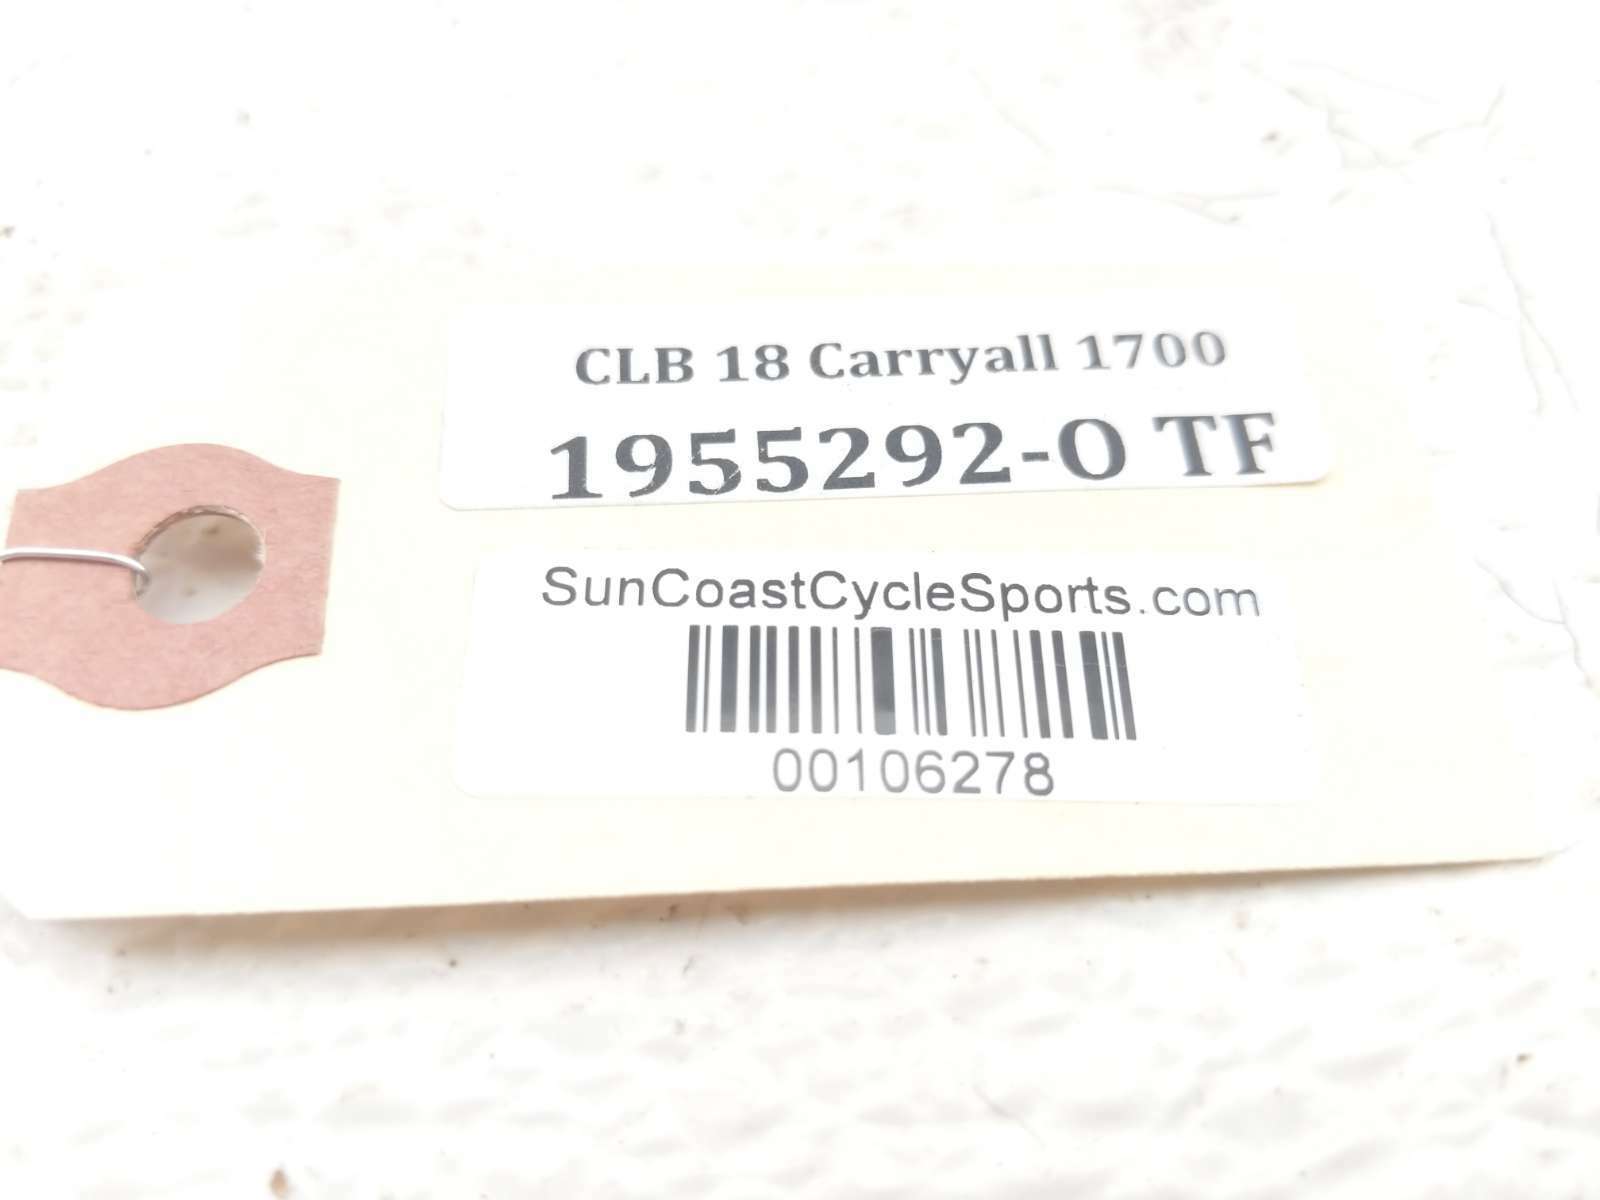 CLB 18 Carryall 1700
1955292-O TF
SunCoastCycleSports.com
00106278